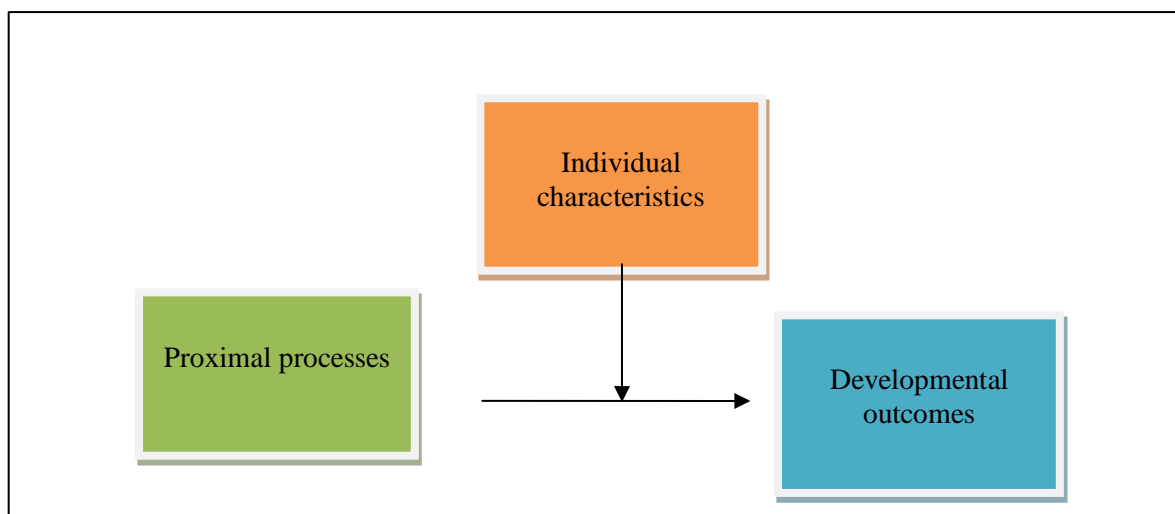 Individual
characteristics
Proximal processes
Developmental
outcomes